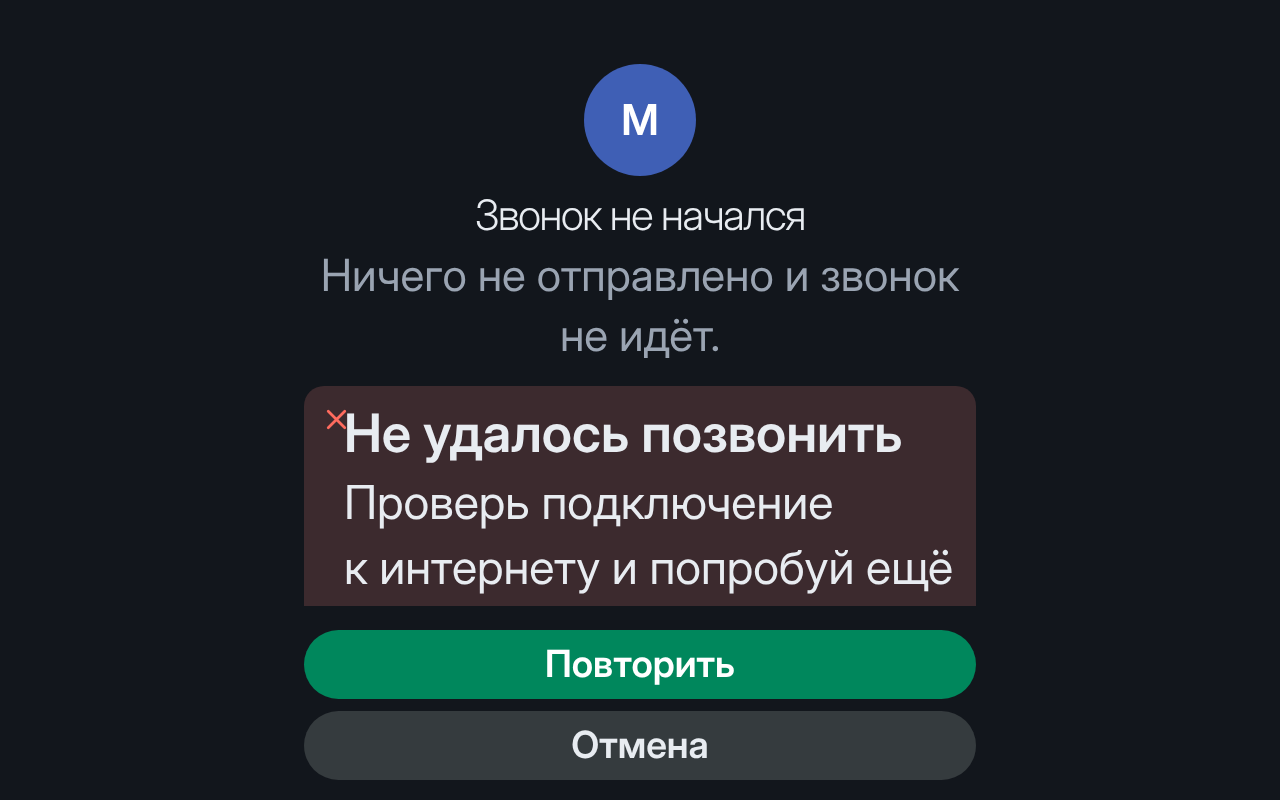 М
Звонок не начался
Ничего не отправлено и звонок
не идёт.
Не удалось позвонить
Проверь подключение
к интернету и попробуй ещё
Повторить
Отмена